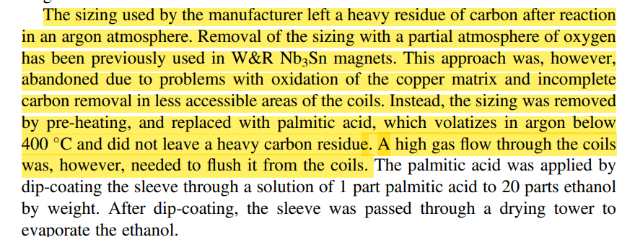 The sizing used by the manufacturer left a heavy residue of carbon after reaction
in an argon atmosphere. Removal of the sizing with a partial atmosphere of oxygen
has been previously used in W&R Nb₃Sn magnets. This approach was, however,
abandoned due to problems with oxidation of the copper matrix and incomplete
carbon removal in less accessible areas of the coils. Instead, the sizing was removed
by pre-heating, and replaced with palmitic acid, which volatizes in argon below
400 °C and did not leave a heavy carbon residue. A high gas flow through the coils
was, however, needed to flush it from the coils. The palmitic acid was applied by
dip-coating the sleeve through a solution of 1 part palmitic acid to 20 parts ethanol
by weight. After dip-coating, the sleeve was passed through a drying tower to
evaporate the ethanol.